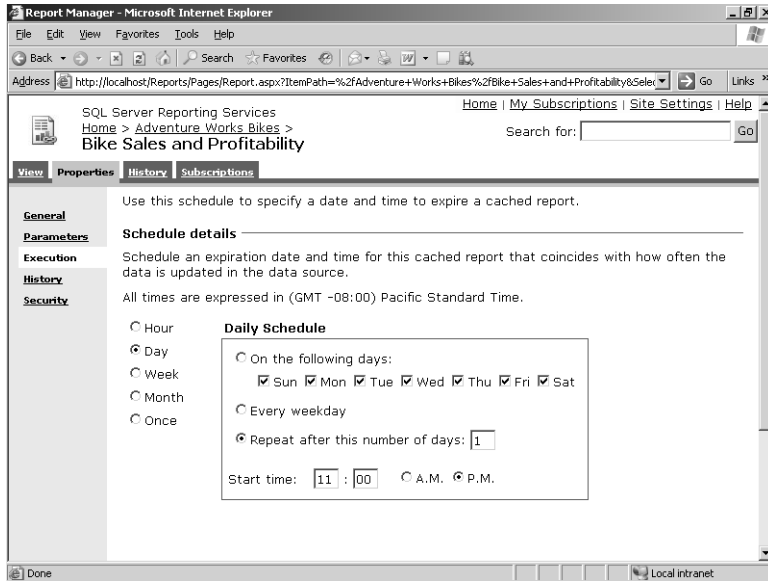 Report Manager - Microsoft Internet Explorer
File Edit View Favorites Tools Help
Back Search Favorites
Address http://localhost/Reports/Pages/Report.aspx?ItemPath=%2fAdventure+Works+Bikes%2fBike+Sales+and+Profitability&Selec Go Links »
Home | My Subscriptions | Site Settings | Help
SQL Server Reporting Services
Home > Adventure Works Bikes >
Bike Sales and Profitability
Search for: Go
View Properties History Subscriptions
General
Parameters
Execution
History
Security
Use this schedule to specify a date and time to expire a cached report.
Schedule details
Schedule an expiration date and time for this cached report that coincides with how often the
data is updated in the data source.
All times are expressed in (GMT -08:00) Pacific Standard Time.
Hour
Day
Week
Month
Once
Daily Schedule
On the following days:
Sun Mon Tue Wed Thu Fri Sat
Every weekday
Repeat after this number of days: 1
Start time: 11 : 00 A.M. P.M.
Done Local intranet